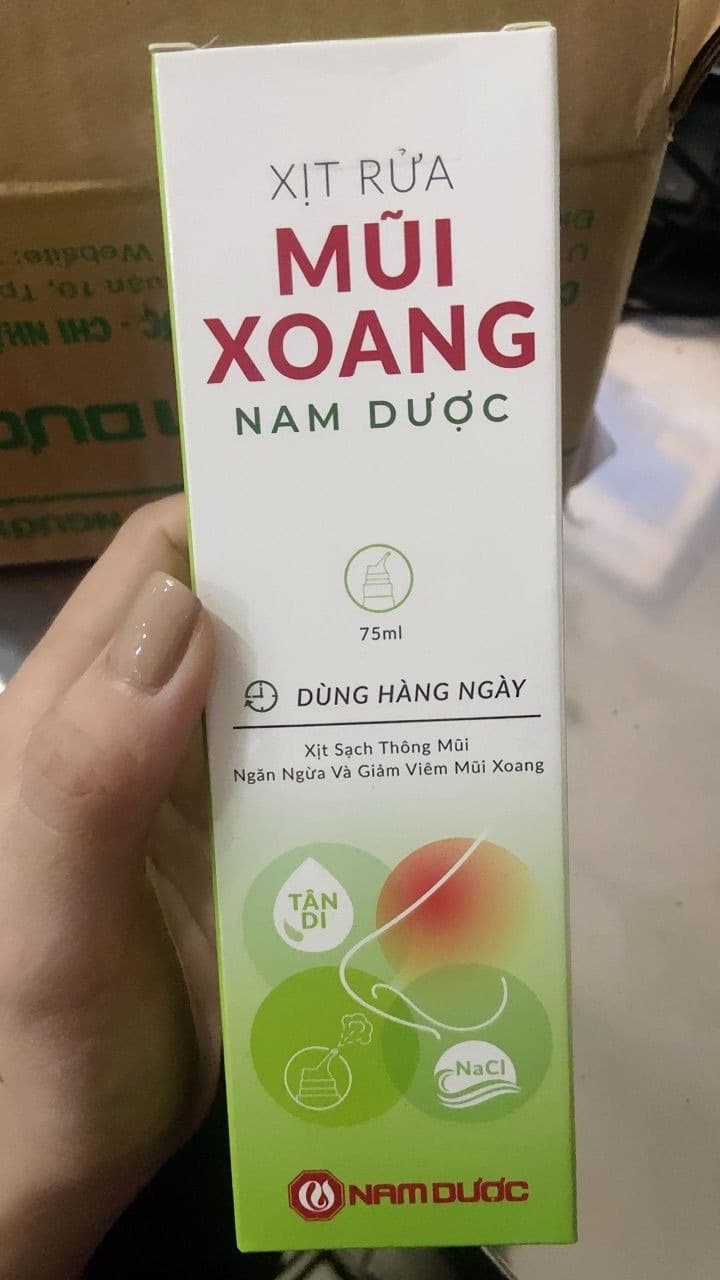 XỊT RỬA
MŨI
XOANG
NAM DƯỢC
75ml
DÙNG HÀNG NGÀY
Xịt Sạch Thông Mũi
Ngăn Ngừa Và Giảm Viêm Mũi Xoang
TÂN
DI
NaCl
NAM DƯỢC
Website: